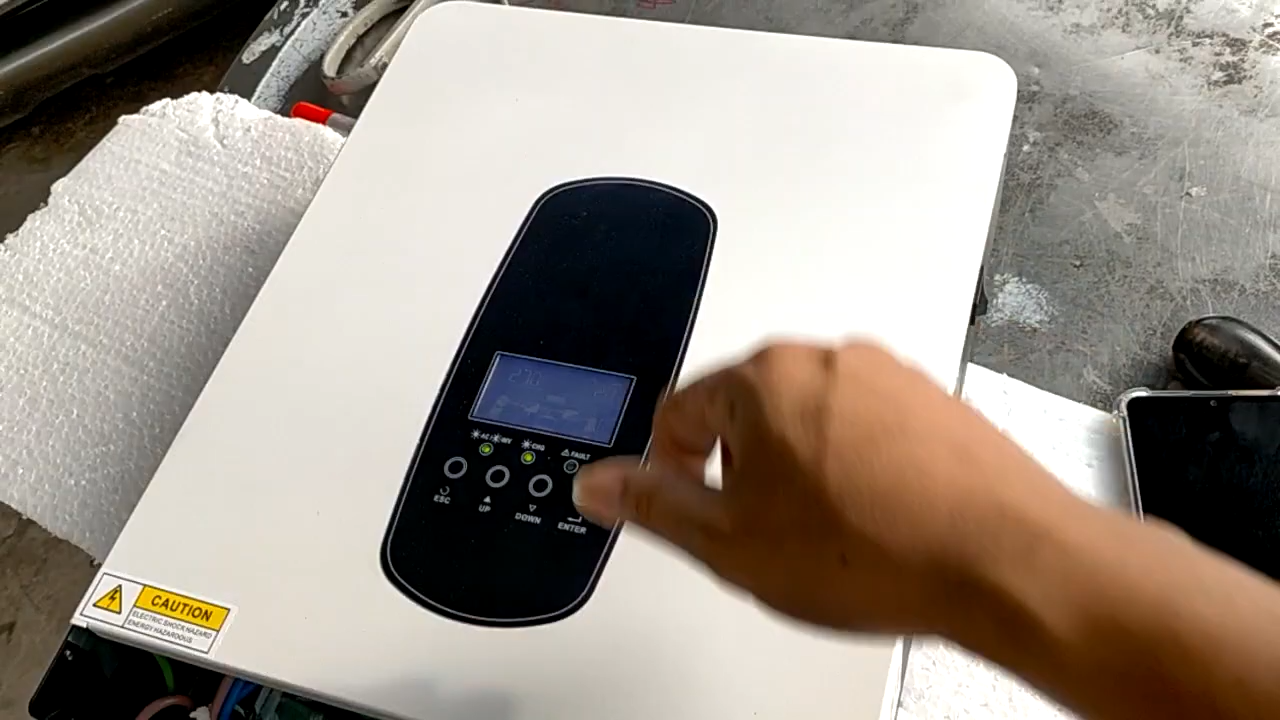 AC/INV
CHG
FAULT
ESC
UP
DOWN
ENTER
CAUTION
ELECTRIC SHOCK HAZARD
ENERGY HAZARDOUS